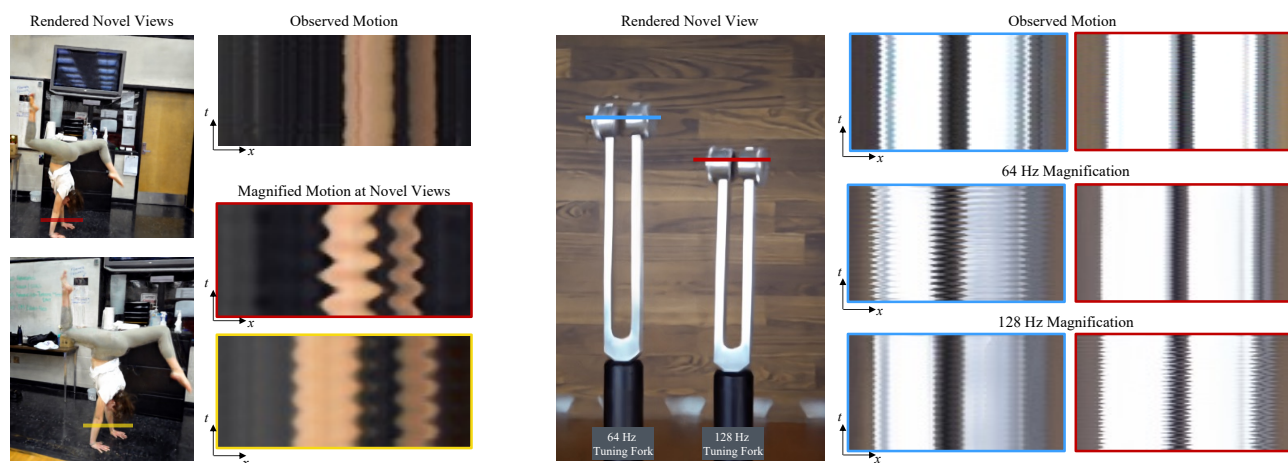 Rendered Novel Views
Observed Motion
t
x
Magnified Motion at Novel Views
t
x
t
x
Rendered Novel View
64 Hz
Tuning Fork
128 Hz
Tuning Fork
Observed Motion
t
x
64 Hz Magnification
t
x
128 Hz Magnification
t
x